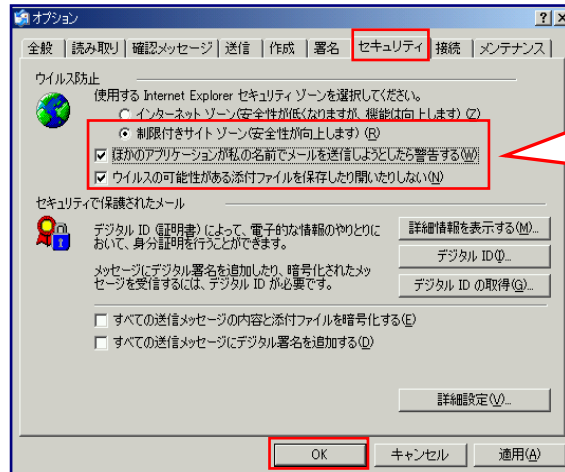 オプション
全般 読み取り 確認メッセージ 送信 作成 署名 セキュリティ 接続 メンテナンス
ウイルス防止
使用する Internet Explorer セキュリティ ゾーンを選択してください。
インターネット ゾーン(安全性が低くなりますが、機能は向上します) (Z)
制限付きサイト ゾーン(安全性が向上します) (R)
ほかのアプリケーションが私の名前でメールを送信しようとしたら警告する(W)
ウイルスの可能性がある添付ファイルを保存したり開いたりしない(N)
セキュリティで保護されたメール
デジタル ID (証明書) によって、電子的な情報のやりとりに
おいて、身分証明を行うことができます。
詳細情報を表示する(M)...
デジタル ID(I)...
メッセージにデジタル署名を追加したり、暗号化されたメッ
セージを受信するには、デジタル ID が必要です。
デジタル ID の取得(G)...
すべての送信メッセージの内容と添付ファイルを暗号化する(E)
すべての送信メッセージにデジタル署名を追加する(D)
詳細設定(V)...
OK キャンセル 適用(A)